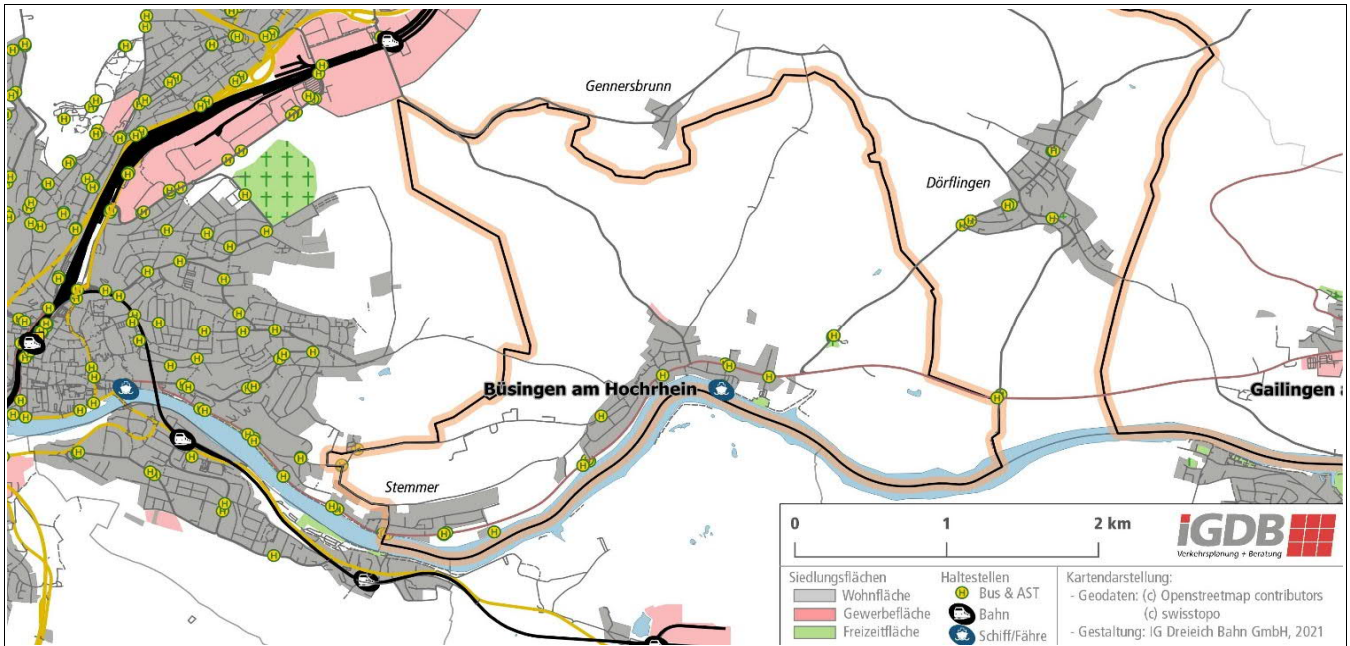 Gennersbrunn
Dörflingen
Büsingen am Hochrhein
Gailingen a
Stemmer
0 1 2 km
iGDB
Verkehrsplanung + Beratung
Siedlungsflächen
Wohnfläche
Gewerbefläche
Freizeitfläche
Haltestellen
H Bus & AST
Bahn
Schiff/Fähre
Kartendarstellung:
- Geodaten: (c) Openstreetmap contributors
(c) swisstopo
- Gestaltung: IG Dreieich Bahn GmbH, 2021